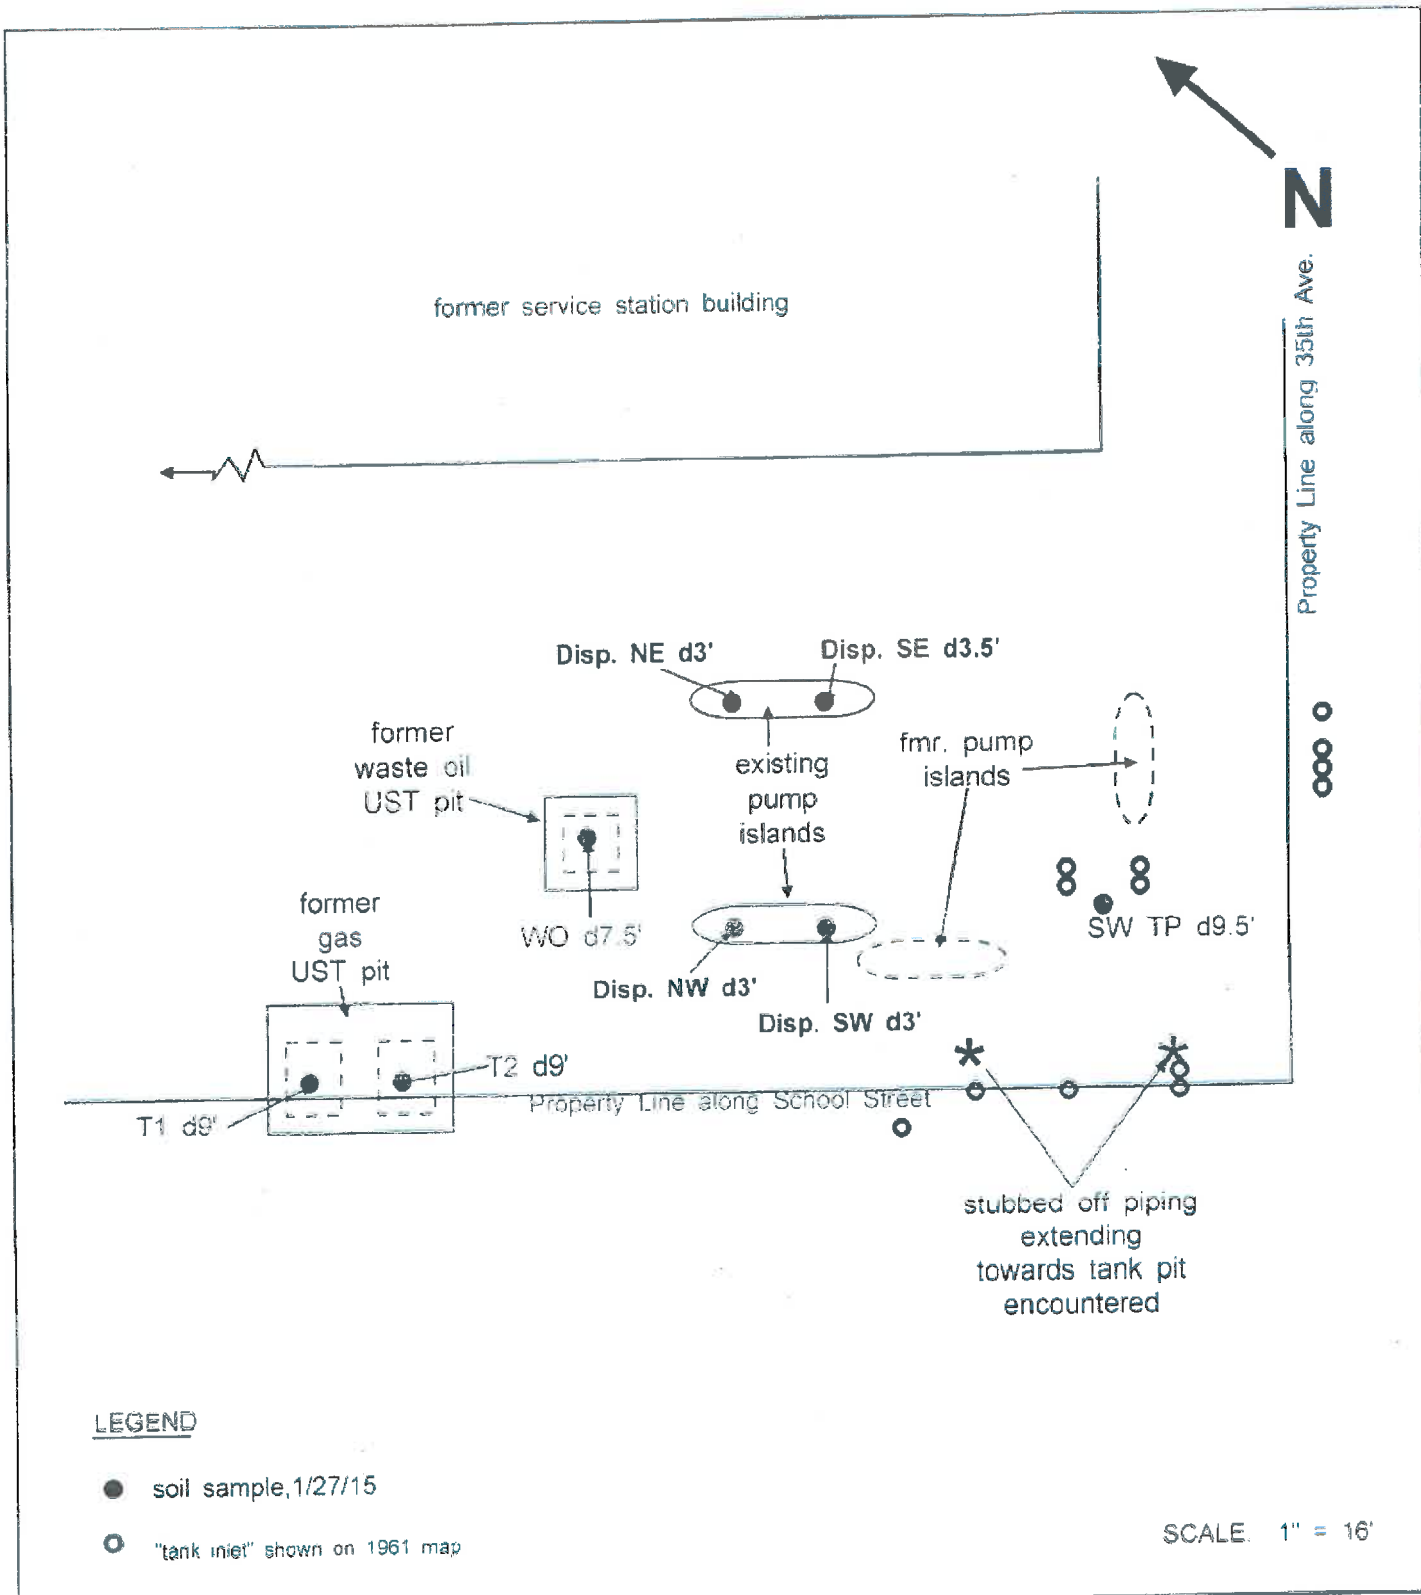 N
Property Line along 35th Ave.
former service station building
Disp. NE d3'
Disp. SE d3.5'
former
waste oil
UST pit
existing
pump
islands
fmr. pump
islands
former
gas
UST pit
WO d7.5'
SW TP d9.5'
Disp. NW d3'
Disp. SW d3'
T2 d9'
Property Line along School Street
T1 d9'
stubbed off piping
extending
towards tank pit
encountered
LEGEND
soil sample,1/27/15
"tank inlet" shown on 1961 map
SCALE. 1" = 16'